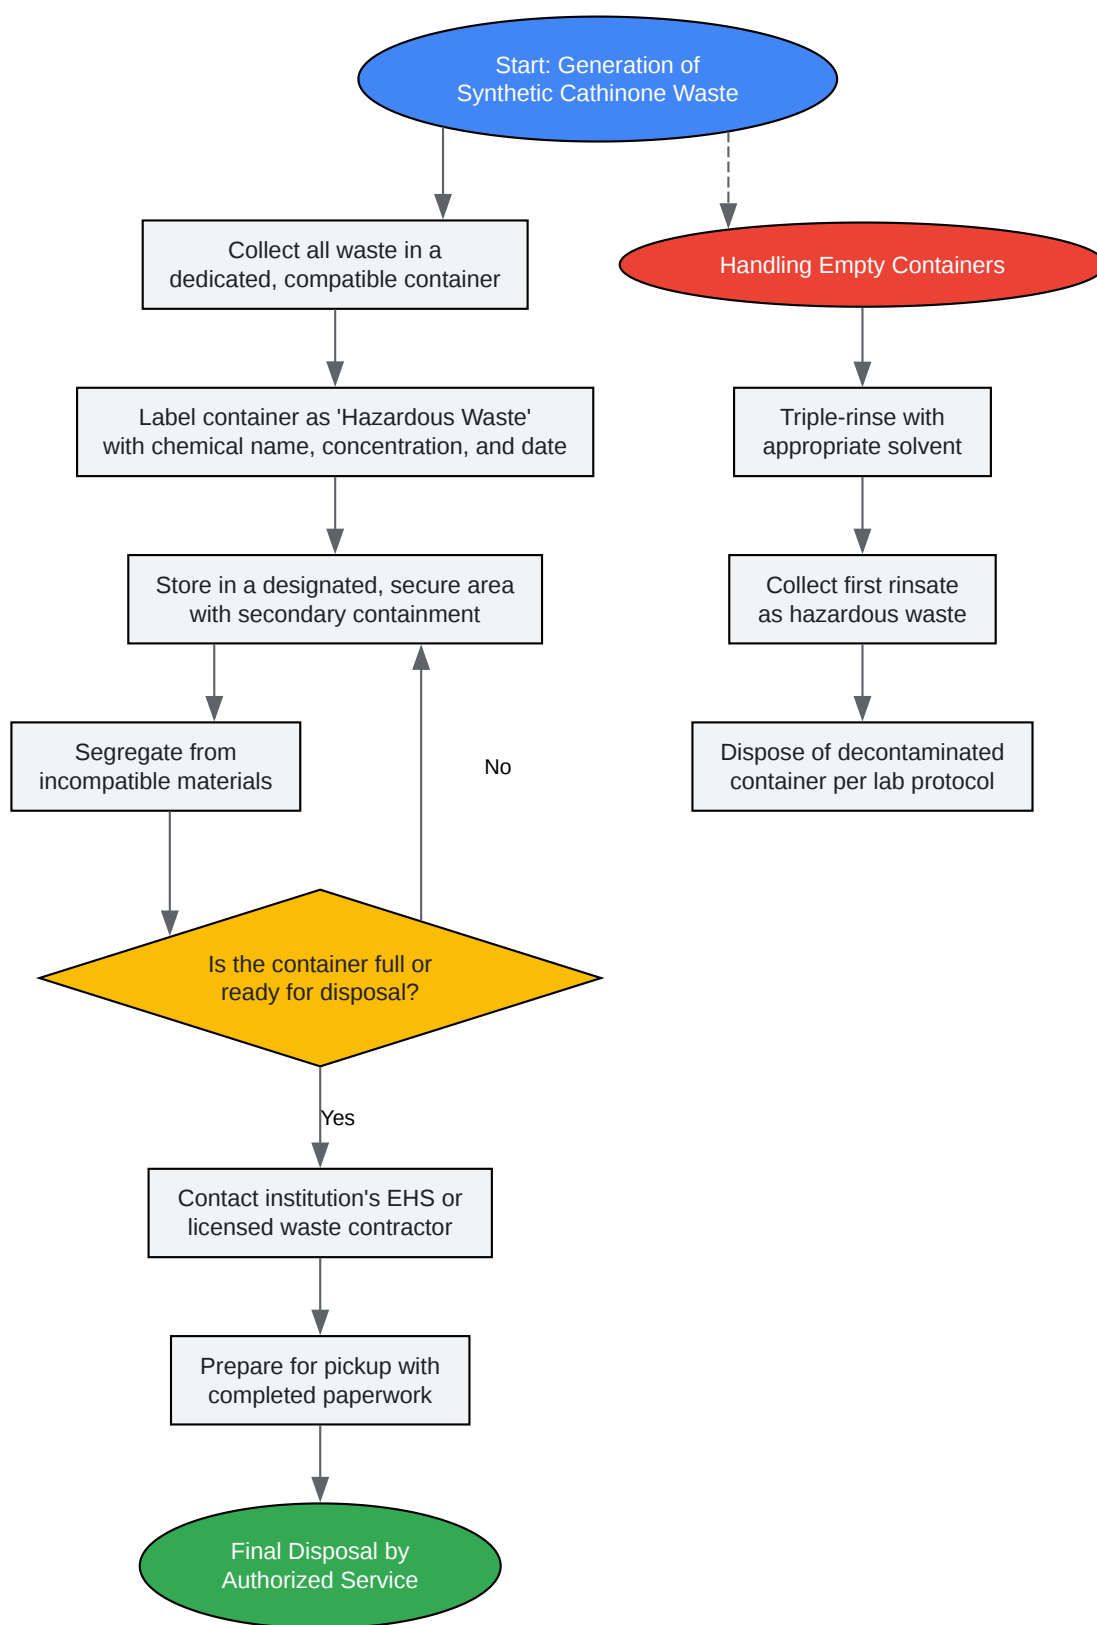 Start: Generation of
Synthetic Cathinone Waste
Collect all waste in a
dedicated, compatible container
Handling Empty Containers
Label container as 'Hazardous Waste'
with chemical name, concentration, and date
Triple-rinse with
appropriate solvent
Store in a designated, secure area
with secondary containment
Collect first rinsate
as hazardous waste
Segregate from
incompatible materials
No
Dispose of decontaminated
container per lab protocol
Is the container full or
ready for disposal?
Yes
Contact institution's EHS or
licensed waste contractor
Prepare for pickup with
completed paperwork
Final Disposal by
Authorized Service